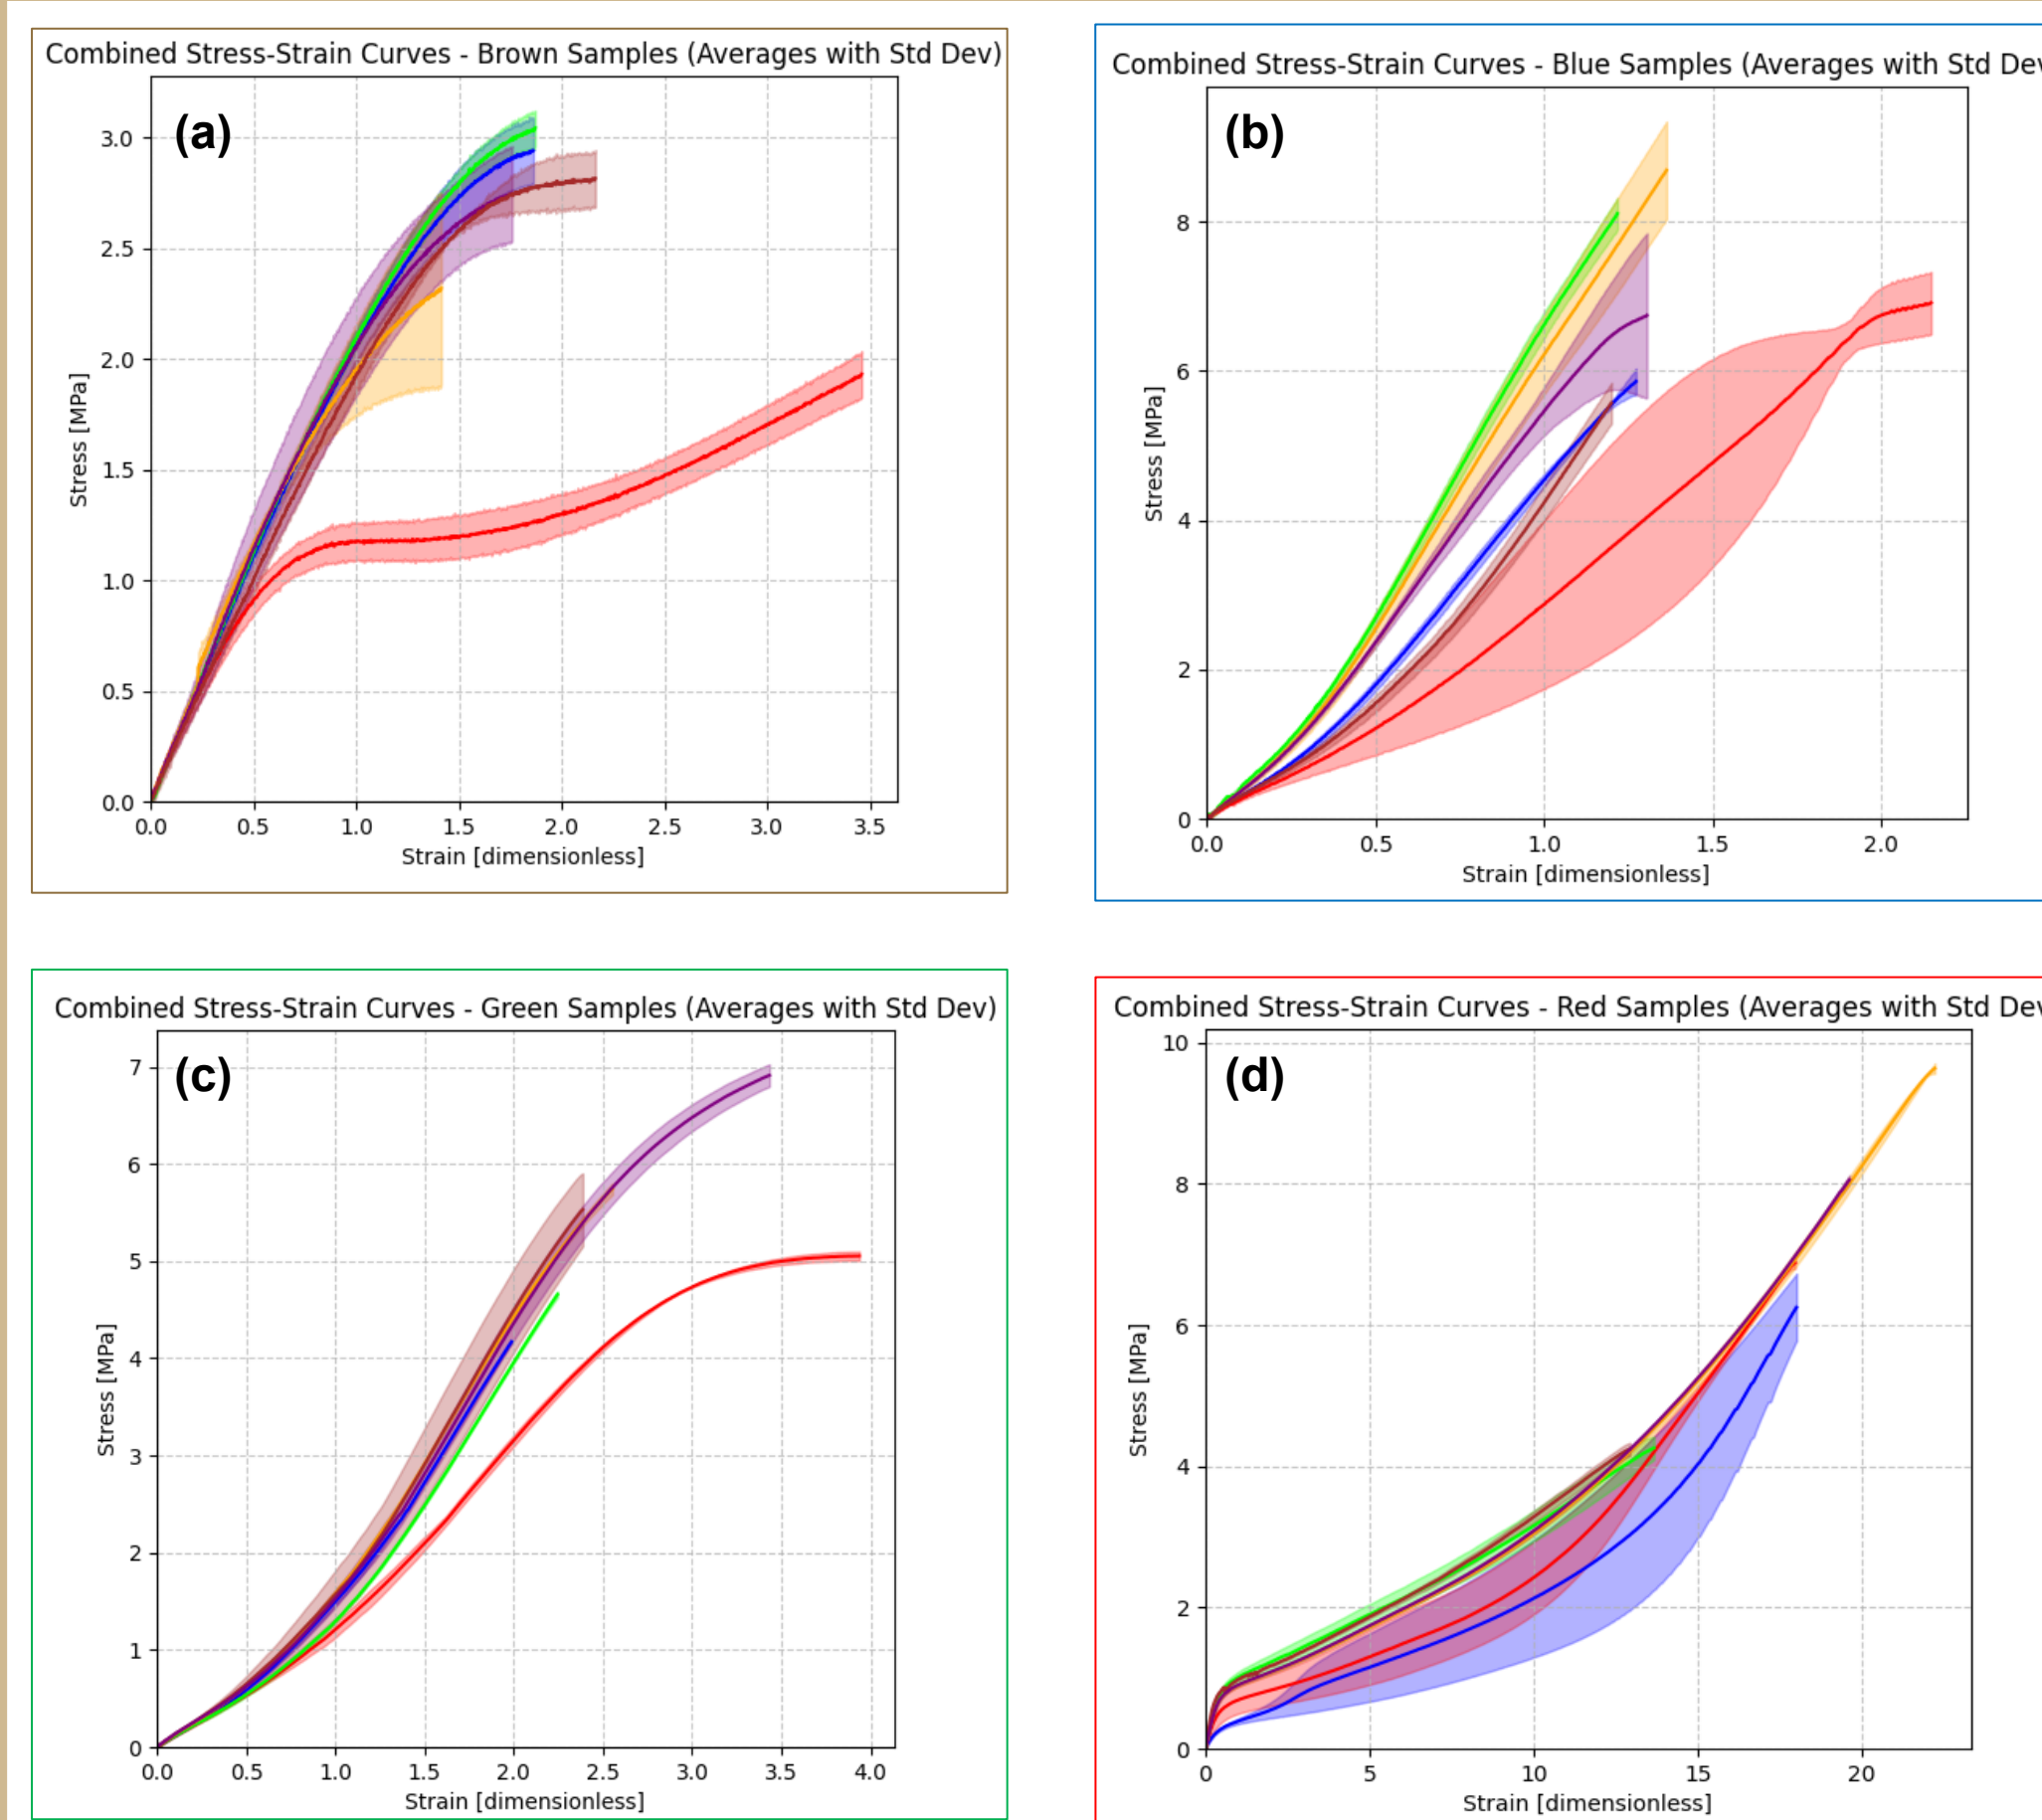 Combined Stress-Strain Curves - Brown Samples (Averages with Std Dev)
(a)
3.0
2.5
2.0
1.5
1.0
0.5
0.0
Stress [MPa]
0.0 0.5 1.0 1.5 2.0 2.5 3.0 3.5
Strain [dimensionless]
Combined Stress-Strain Curves - Blue Samples (Averages with Std Dev
(b)
8
6
4
2
0
Stress [MPa]
0.0 0.5 1.0 1.5 2.0
Strain [dimensionless]
Combined Stress-Strain Curves - Green Samples (Averages with Std Dev)
(c)
7
6
5
4
3
2
1
0
Stress [MPa]
0.0 0.5 1.0 1.5 2.0 2.5 3.0 3.5 4.0
Strain [dimensionless]
Combined Stress-Strain Curves - Red Samples (Averages with Std Dev
(d)
10
8
6
4
2
0
Stress [MPa]
0 5 10 15 20
Strain [dimensionless]